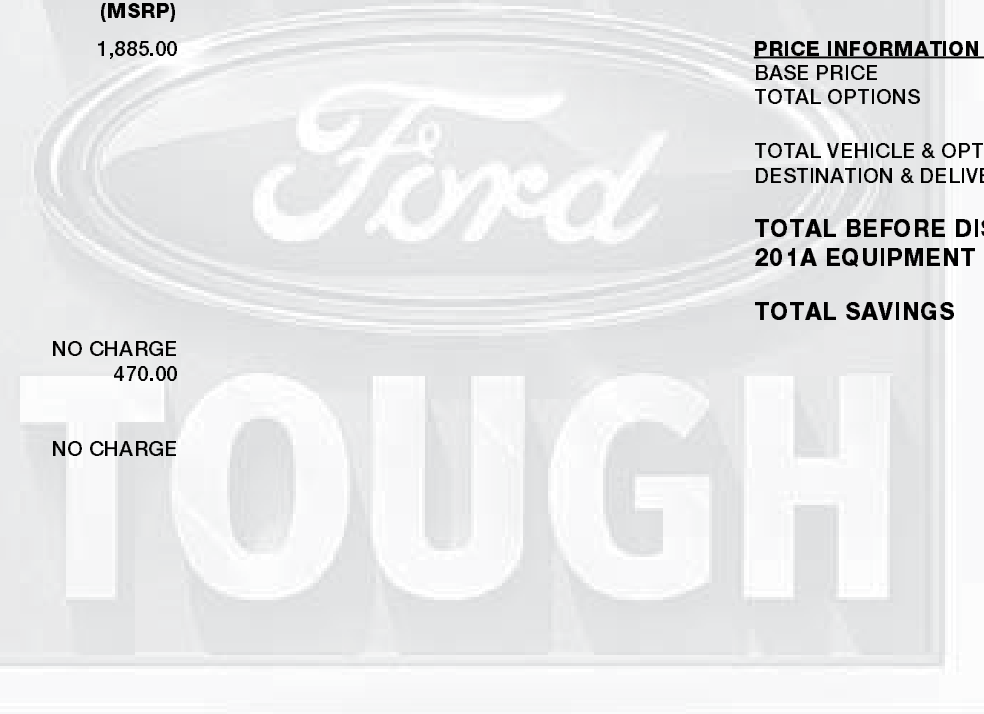 (MSRP)
1,885.00
NO CHARGE
470.00
NO CHARGE
Ford
TOUGH
PRICE INFORMATION
BASE PRICE
TOTAL OPTIONS
TOTAL VEHICLE & OPT
DESTINATION & DELIVE
TOTAL BEFORE DIS
201A EQUIPMENT
TOTAL SAVINGS